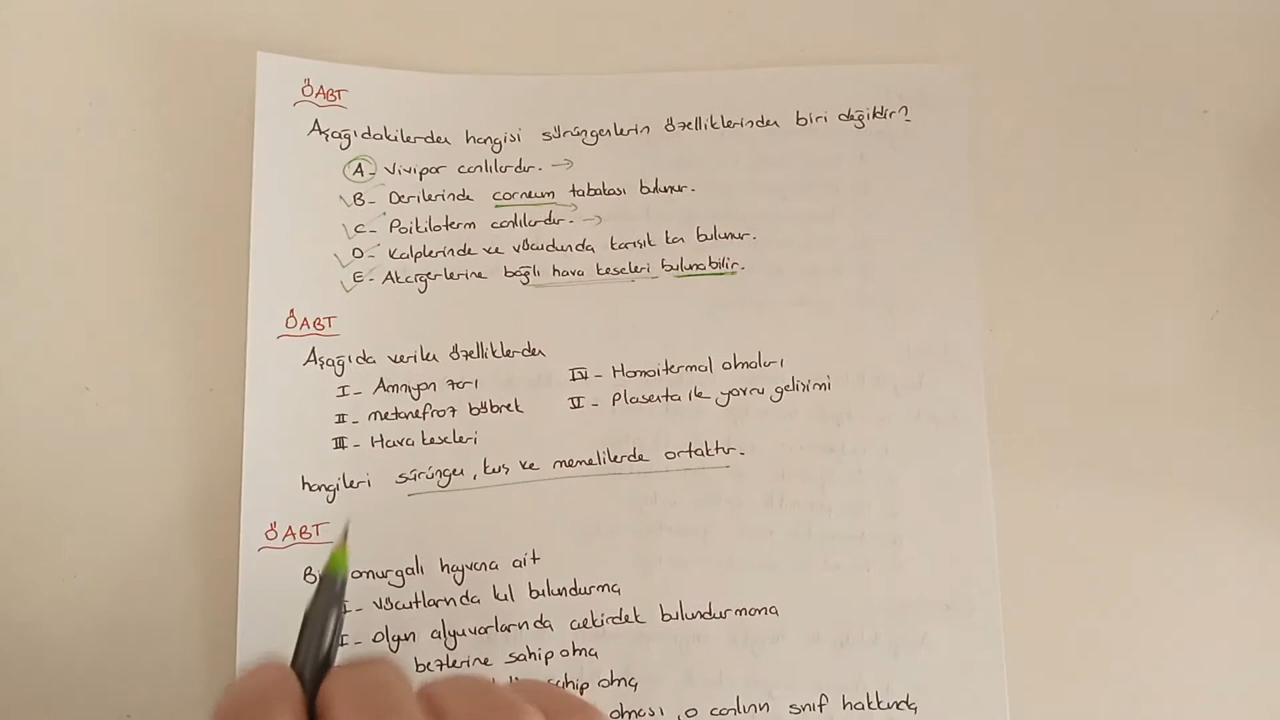 ÖABT
Aşağıdakilerden hangisi sürüngenlerin özelliklerinden biri değildir?
A- Vivipar canlılardır. →
B- Derilerinde corneum tabakası bulunur.
C- Poikiloterm canlılardır. →
D- Kalplerinde ve vücudunda karışık kan bulunur.
E- Akciğerlerine bağlı hava keseleri bulunabilir.
ÖABT
Aşağıda verilen özelliklerden
I- Amniyon zarı
II- metanefroz böbrek
III- Hava keseleri
IV- Homoitermal olmaları
V- Plasenta ile yavru gelişimi
hangileri sürüngen, kuş ve memelilerde ortaktır.
ÖABT
omurgalı hayvana ait
I- Vücutlarında kıl bulundurma
I- Olgun alyuvarlarında çekirdek bulundurmama
bezlerine sahip olma
sahip olma
olması, o canlının sınıf hakkında